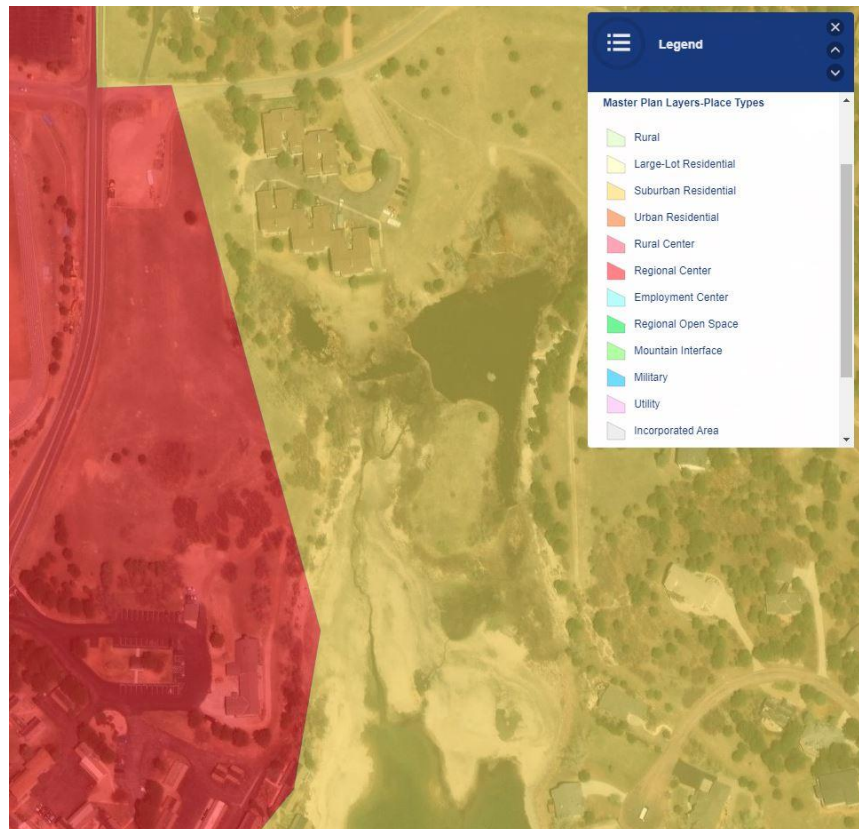 Legend
Master Plan Layers-Place Types
Rural
Large-Lot Residential
Suburban Residential
Urban Residential
Rural Center
Regional Center
Employment Center
Regional Open Space
Mountain Interface
Military
Utility
Incorporated Area